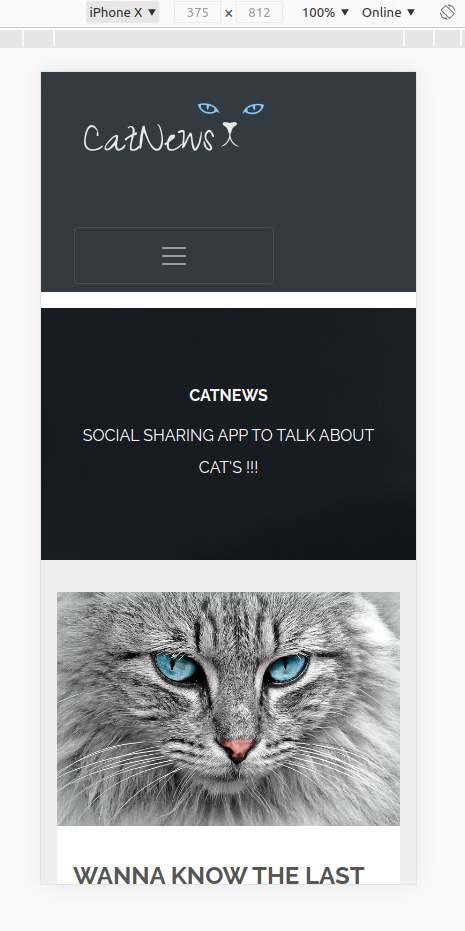 iPhone X ▼ 375 × 812 100% ▼ Online ▼
CatNews
CATNEWS
SOCIAL SHARING APP TO TALK ABOUT
CAT'S !!!
WANNA KNOW THE LAST